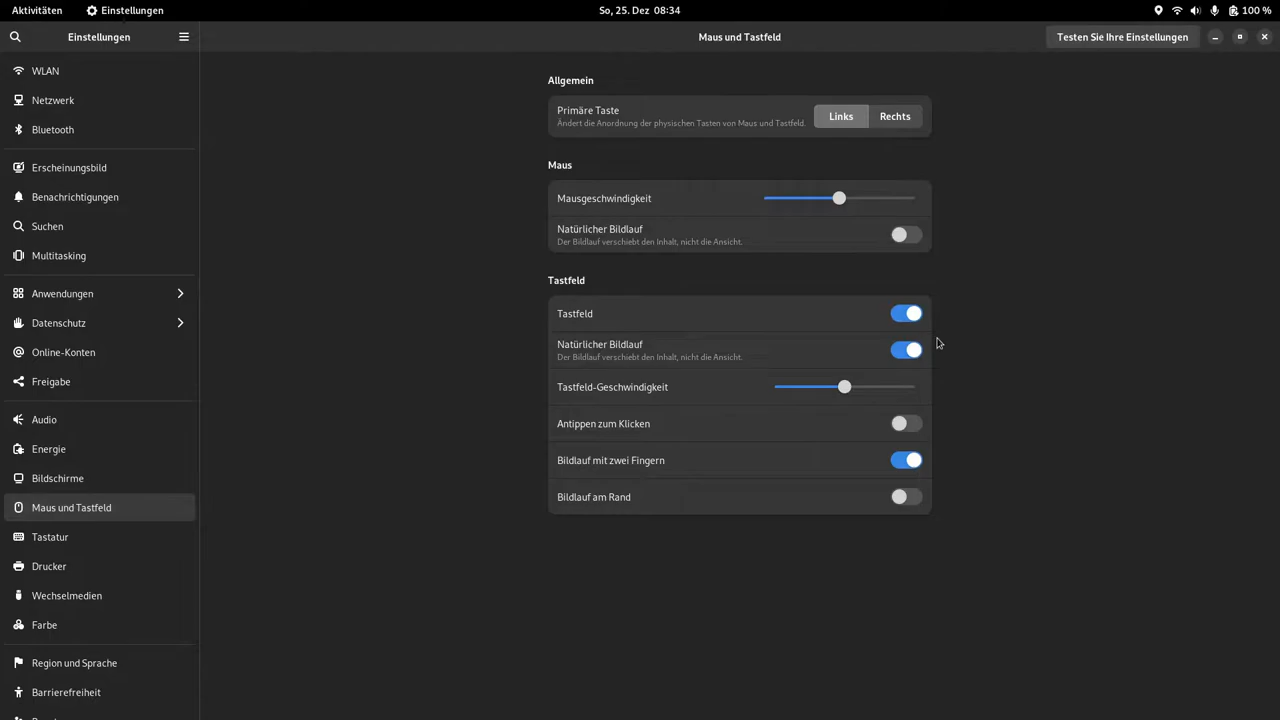 Aktivitäten
Einstellungen
So, 25. Dez 08:34
100 %
Einstellungen
Maus und Tastfeld
Testen Sie Ihre Einstellungen
WLAN
Netzwerk
Bluetooth
Erscheinungsbild
Benachrichtigungen
Suchen
Multitasking
Anwendungen
Datenschutz
Online-Konten
Freigabe
Audio
Energie
Bildschirme
Maus und Tastfeld
Tastatur
Drucker
Wechselmedien
Farbe
Region und Sprache
Barrierefreiheit
Allgemein
Primäre Taste
Ändert die Anordnung der physischen Tasten von Maus und Tastfeld.
Links
Rechts
Maus
Mausgeschwindigkeit
Natürlicher Bildlauf
Der Bildlauf verschiebt den Inhalt, nicht die Ansicht.
Tastfeld
Tastfeld
Natürlicher Bildlauf
Der Bildlauf verschiebt den Inhalt, nicht die Ansicht.
Tastfeld-Geschwindigkeit
Antippen zum Klicken
Bildlauf mit zwei Fingern
Bildlauf am Rand